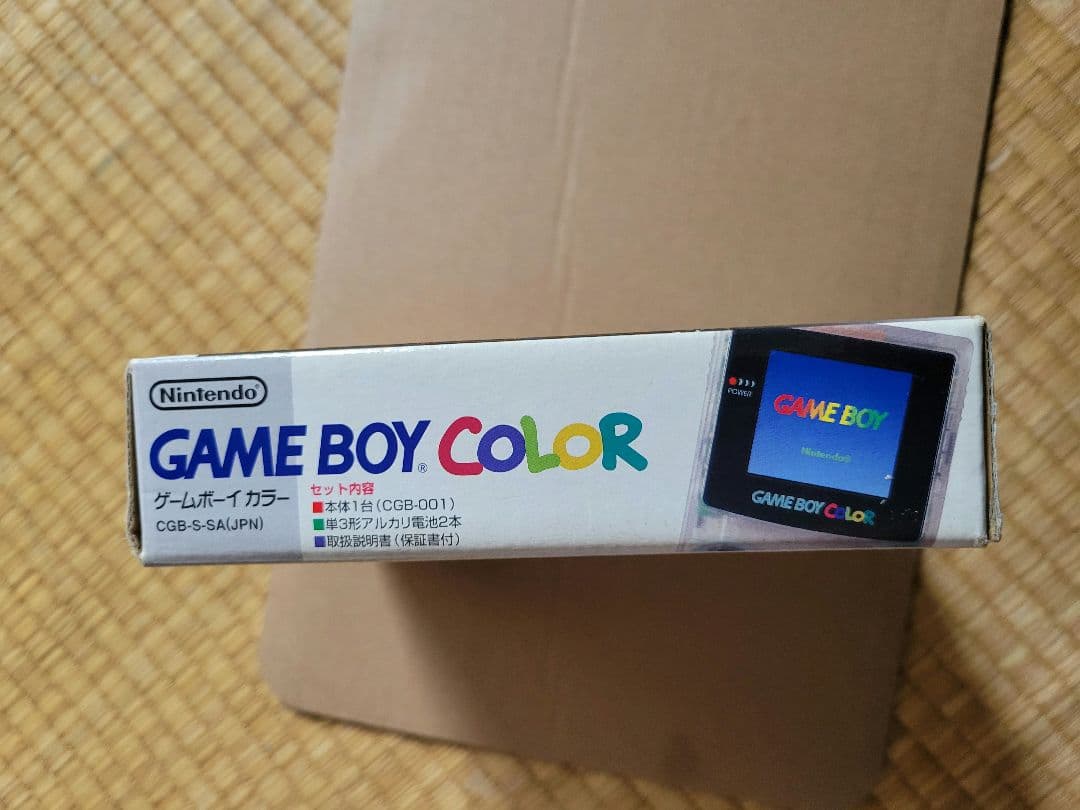 Nintendo®
GAME BOY® COLOR
ゲームボーイ カラー
CGB-S-SA(JPN)
セット内容
■本体1台(CGB-001)
■単3形アルカリ電池2本
■取扱説明書(保証書付)
POWER
GAME BOY
Nintendo®
GAME BOY COLOR